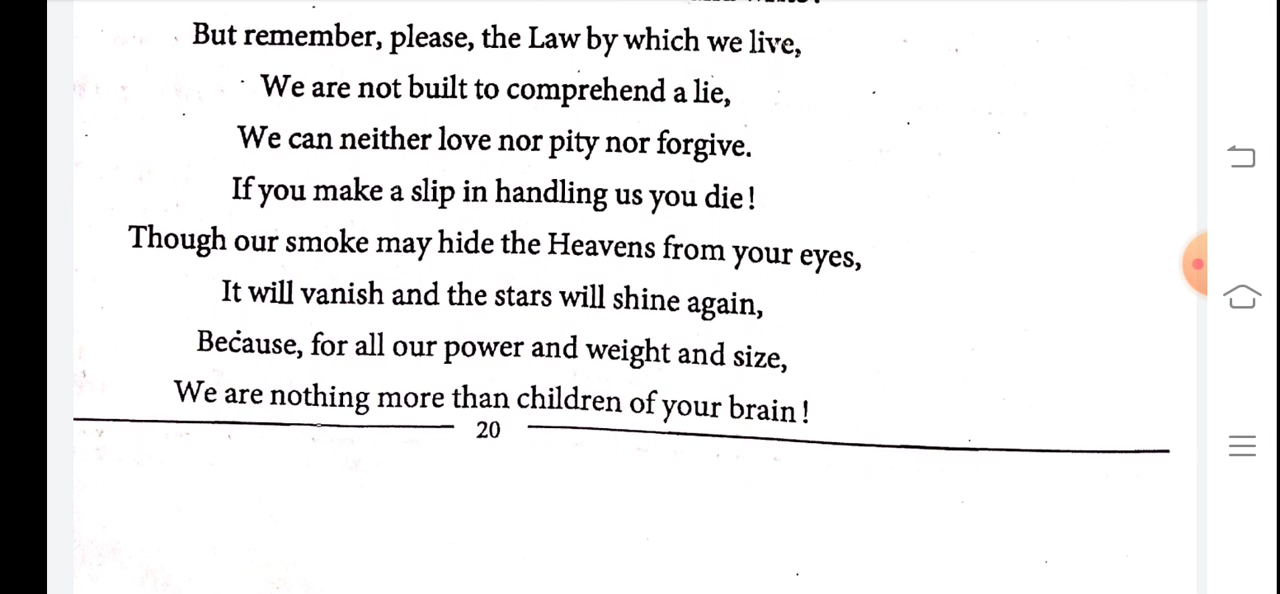 But remember, please, the Law by which we live,
We are not built to comprehend a lie,
We can neither love nor pity nor forgive.
If you make a slip in handling us you die!
Though our smoke may hide the Heavens from your eyes,
It will vanish and the stars will shine again,
Because, for all our power and weight and size,
We are nothing more than children of your brain!
20